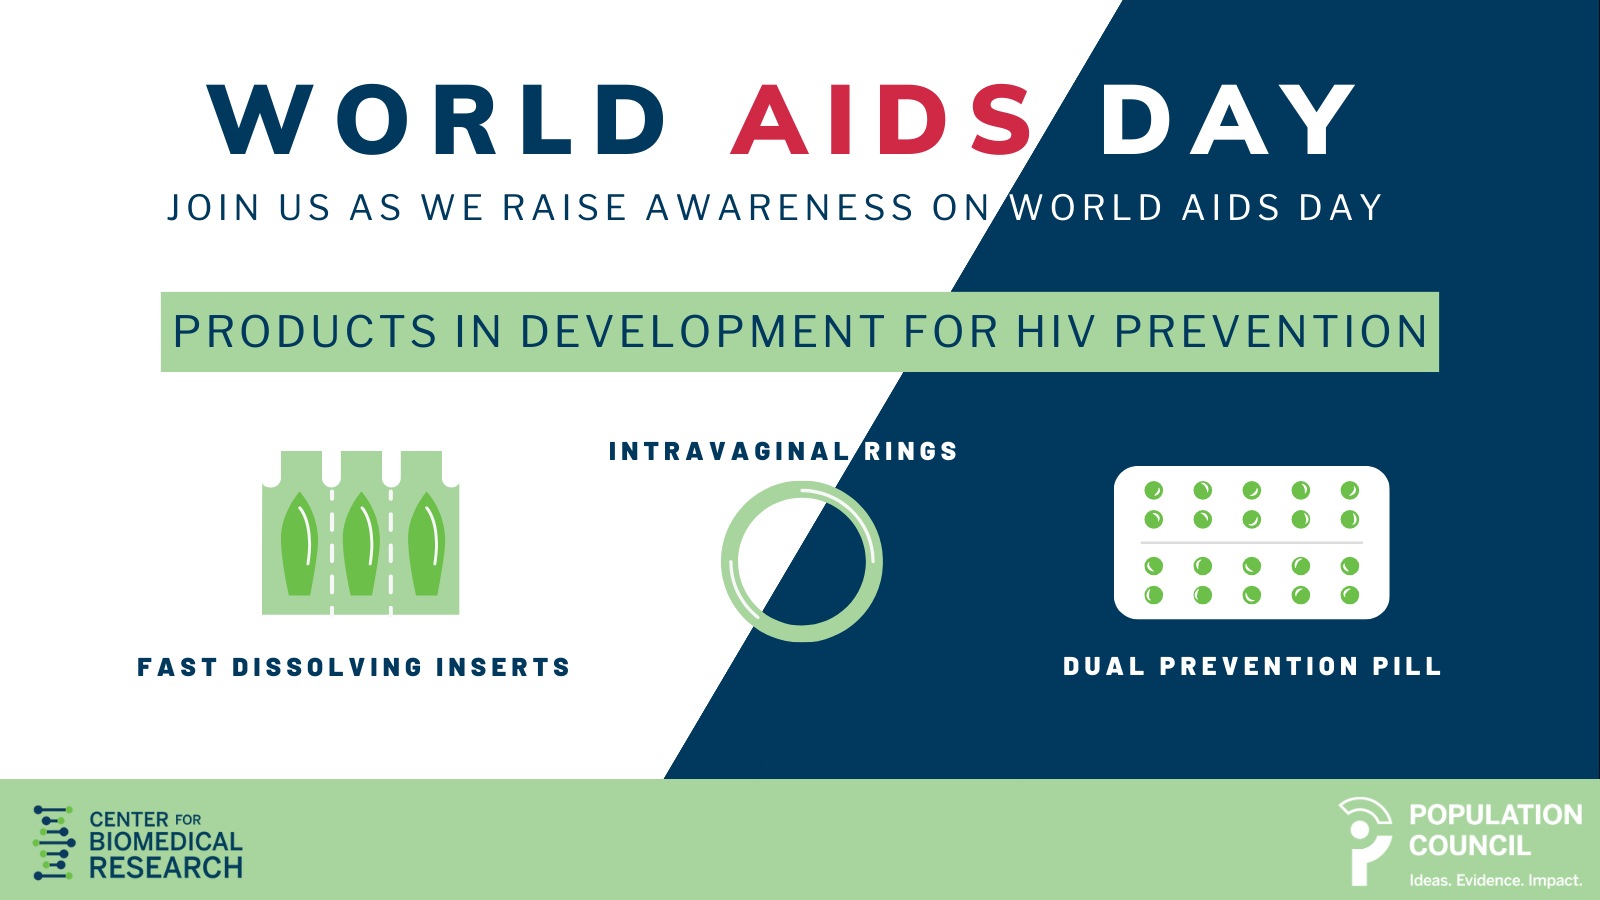 WORLD AIDS DAY
JOIN US AS WE RAISE AWARENESS ON WORLD AIDS DAY
PRODUCTS IN DEVELOPMENT FOR HIV PREVENTION
INTRAVAGINAL RINGS
FAST DISSOLVING INSERTS
DUAL PREVENTION PILL
CENTER FOR
BIOMEDICAL
RESEARCH
POPULATION
COUNCIL
Ideas. Evidence. Impact.